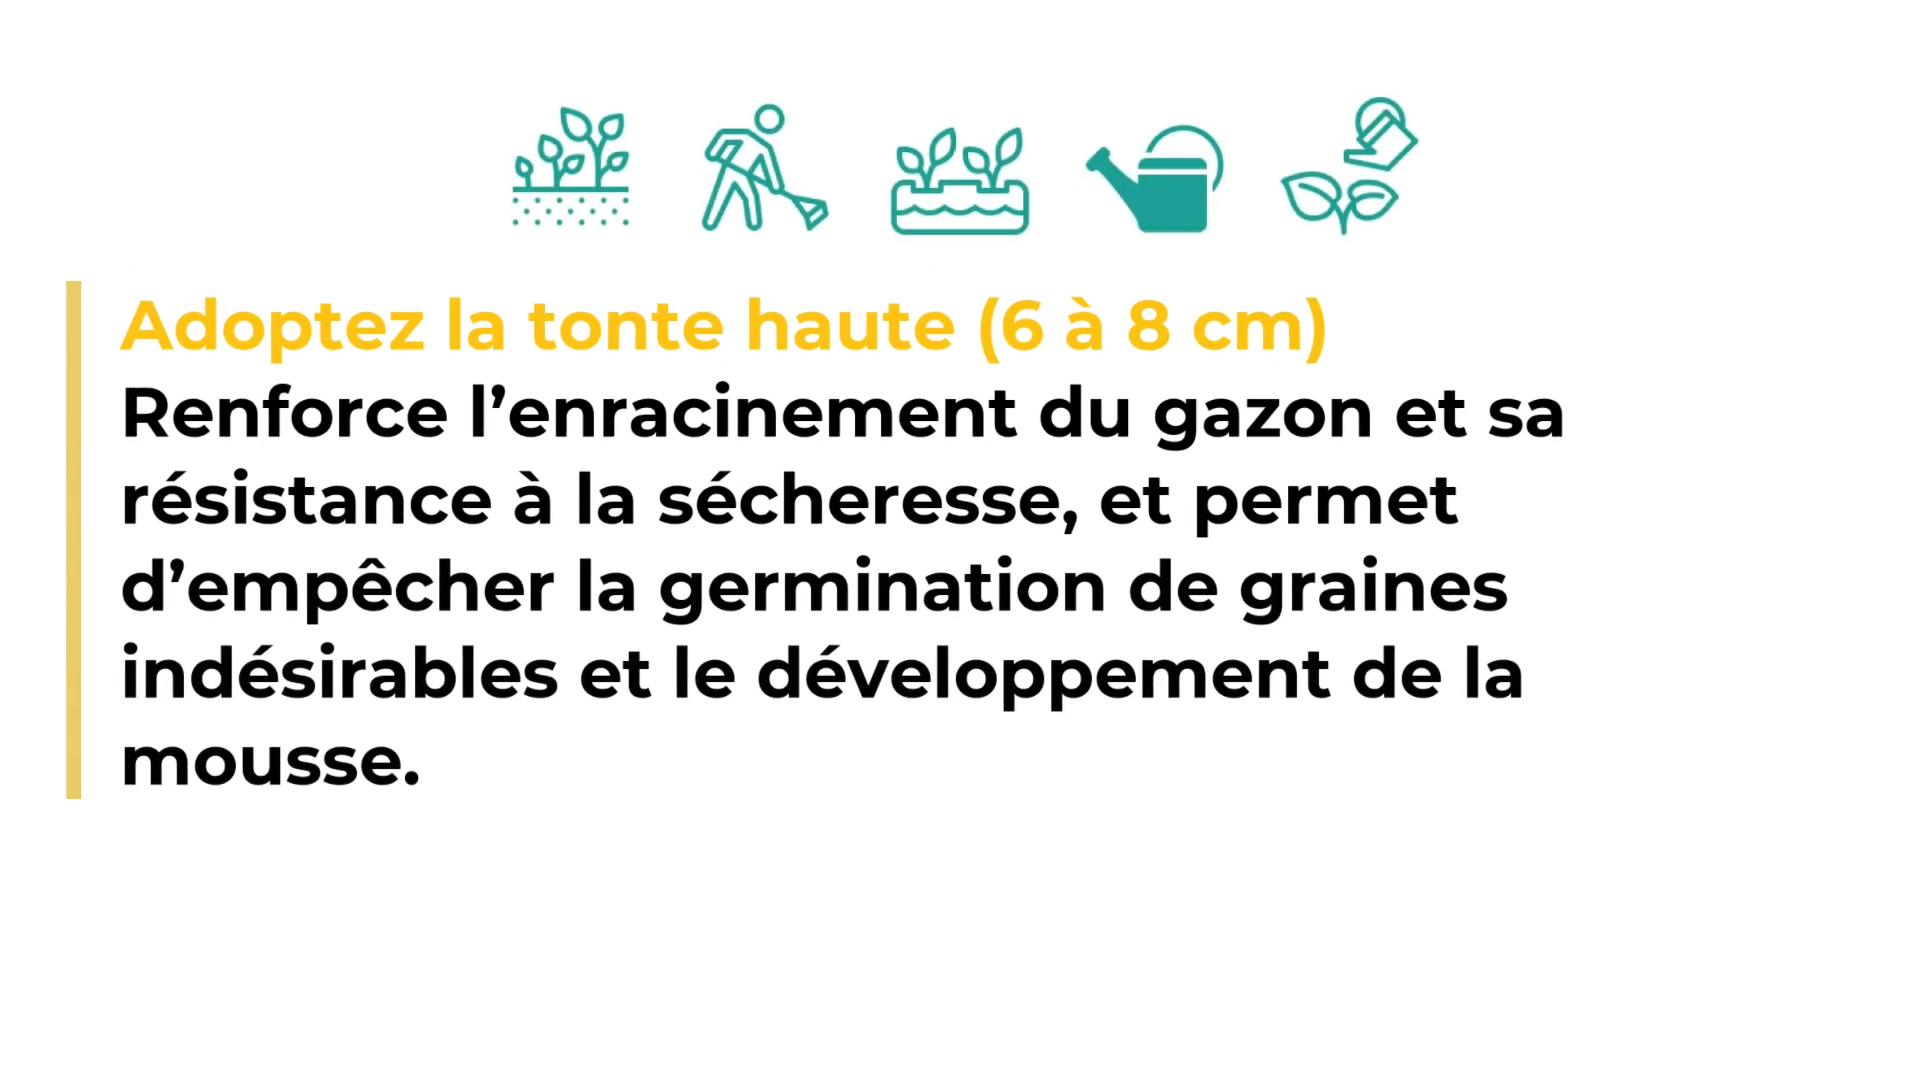 Adoptez la tonte haute (6 à 8 cm)
Renforce l’enracinement du gazon et sa
résistance à la sécheresse, et permet
d’empêcher la germination de graines
indésirables et le développement de la
mousse.